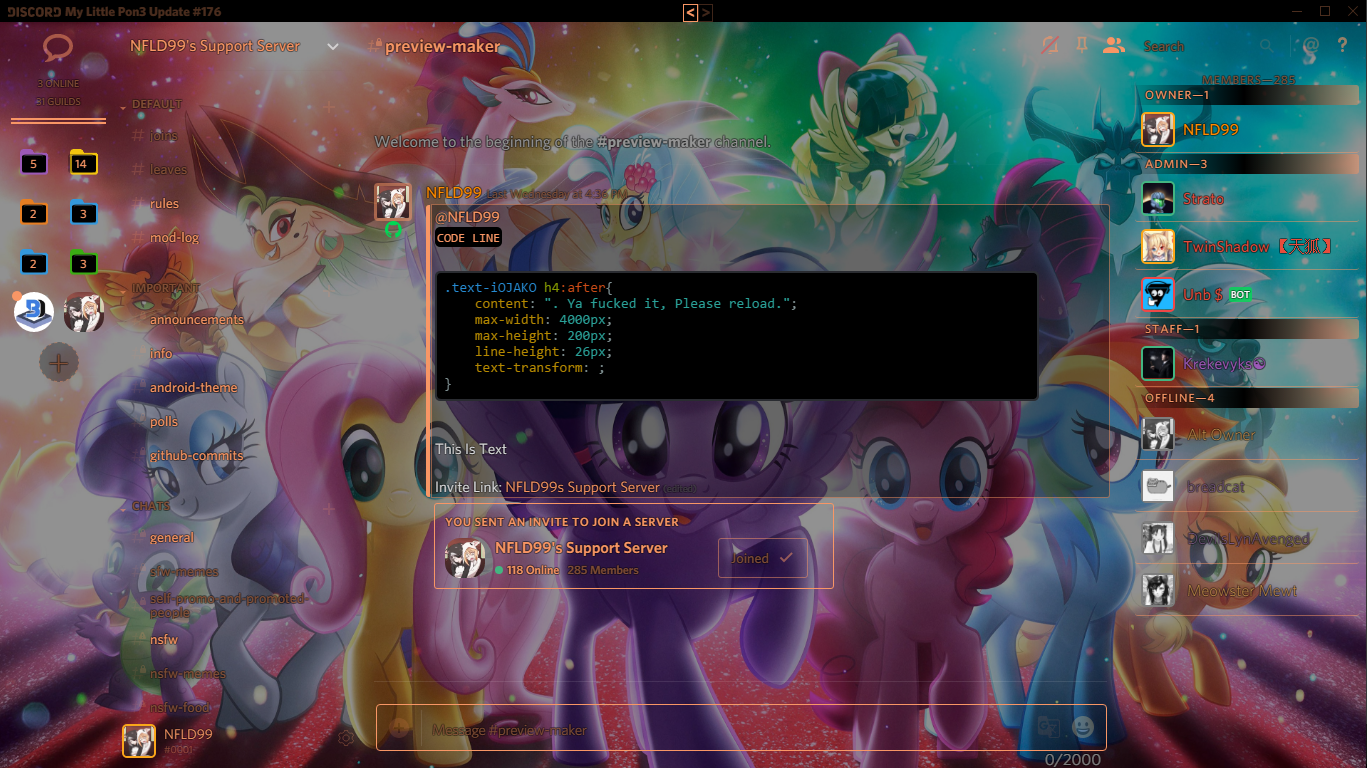 DISCORD My Little Pon3 Update #176
< >
3 ONLINE
31 GUILDS
5
14
2
3
2
3
NFLD99's Support Server
DEFAULT
joins
leaves
rules
mod-log
IMPORTANT
announcements
info
android-theme
polls
github-commits
CHATS
general
sfw-memes
self-promo-and-promoted-
people
nsfw
nsfw-memes
nsfw-food
NFLD99
#0001
#preview-maker
Search
Welcome to the beginning of the #preview-maker channel.
NFLD99 Last Wednesday at 4:36 PM
@NFLD99
CODE LINE
.text-iOJAKO h4:after{
content: ". Ya fucked it, Please reload.";
max-width: 4000px;
max-height: 200px;
line-height: 26px;
text-transform: ;
}
This Is Text
Invite Link: NFLD99s Support Server (edited)
YOU SENT AN INVITE TO JOIN A SERVER
NFLD99's Support Server
118 Online 285 Members
Joined
Message #preview-maker
0/2000
MEMBERS—285
OWNER—1
NFLD99
ADMIN—3
Strato
TwinShadow 【天狐】
Unb $ BOT
STAFF—1
Krekevyks
OFFLINE—4
Alt Owner
breadcat
DevisLynAvenged
Meowster Mewt